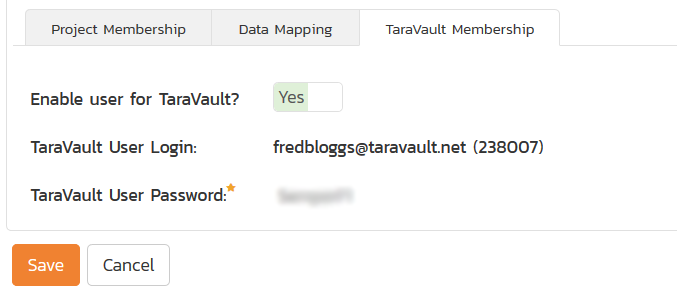 Project Membership Data Mapping TaraVault Membership
Enable user for TaraVault? Yes
TaraVault User Login: fredbloggs@taravault.net (238007)
TaraVault User Password:*
Save Cancel